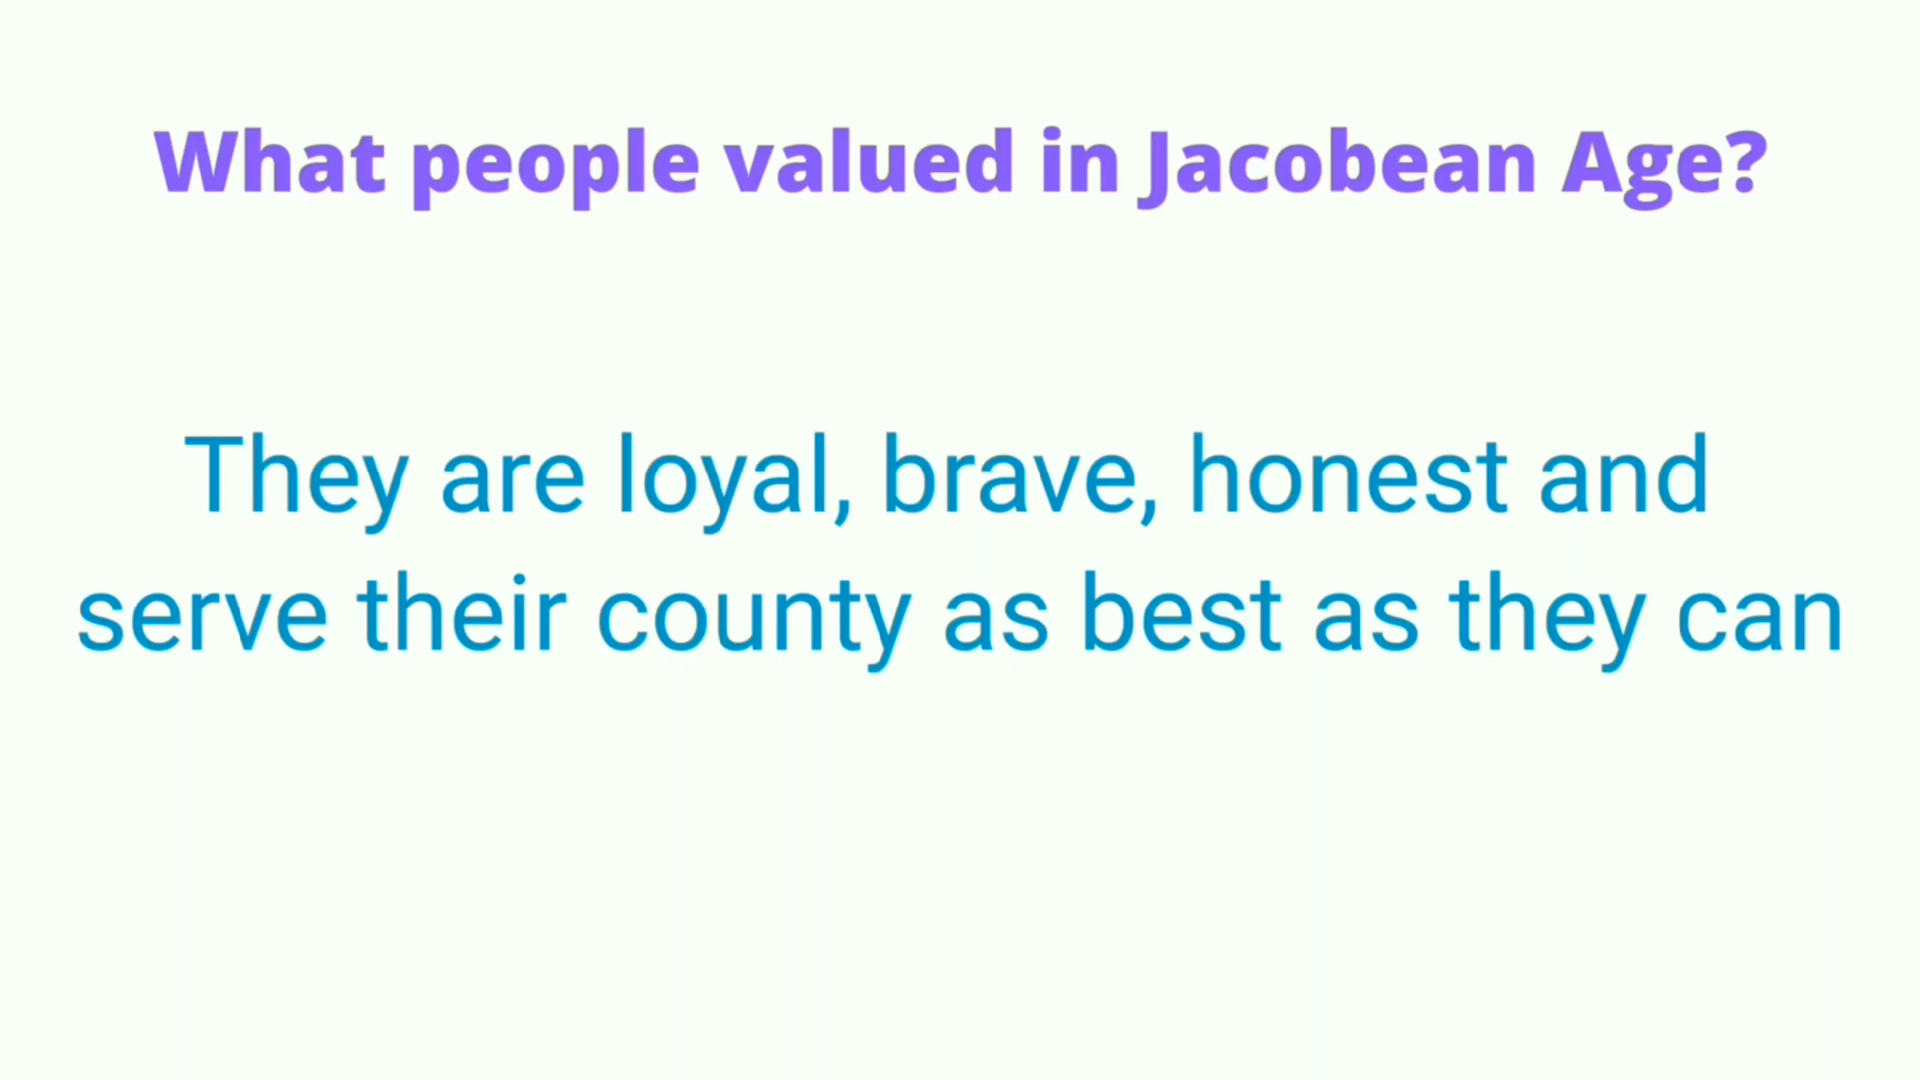 What people valued in Jacobean Age?
They are loyal, brave, honest and
serve their county as best as they can